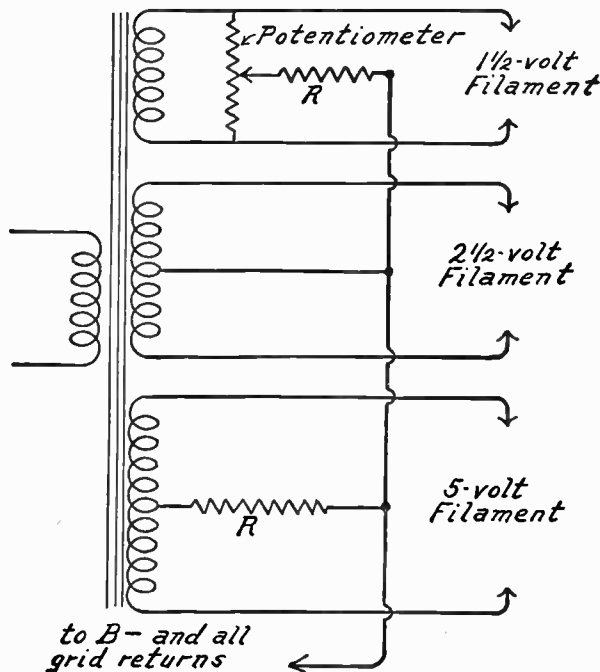 Potentiometer
R
1½-volt
Filament
2½-volt
Filament
R
5-volt
Filament
to B- and all
grid returns